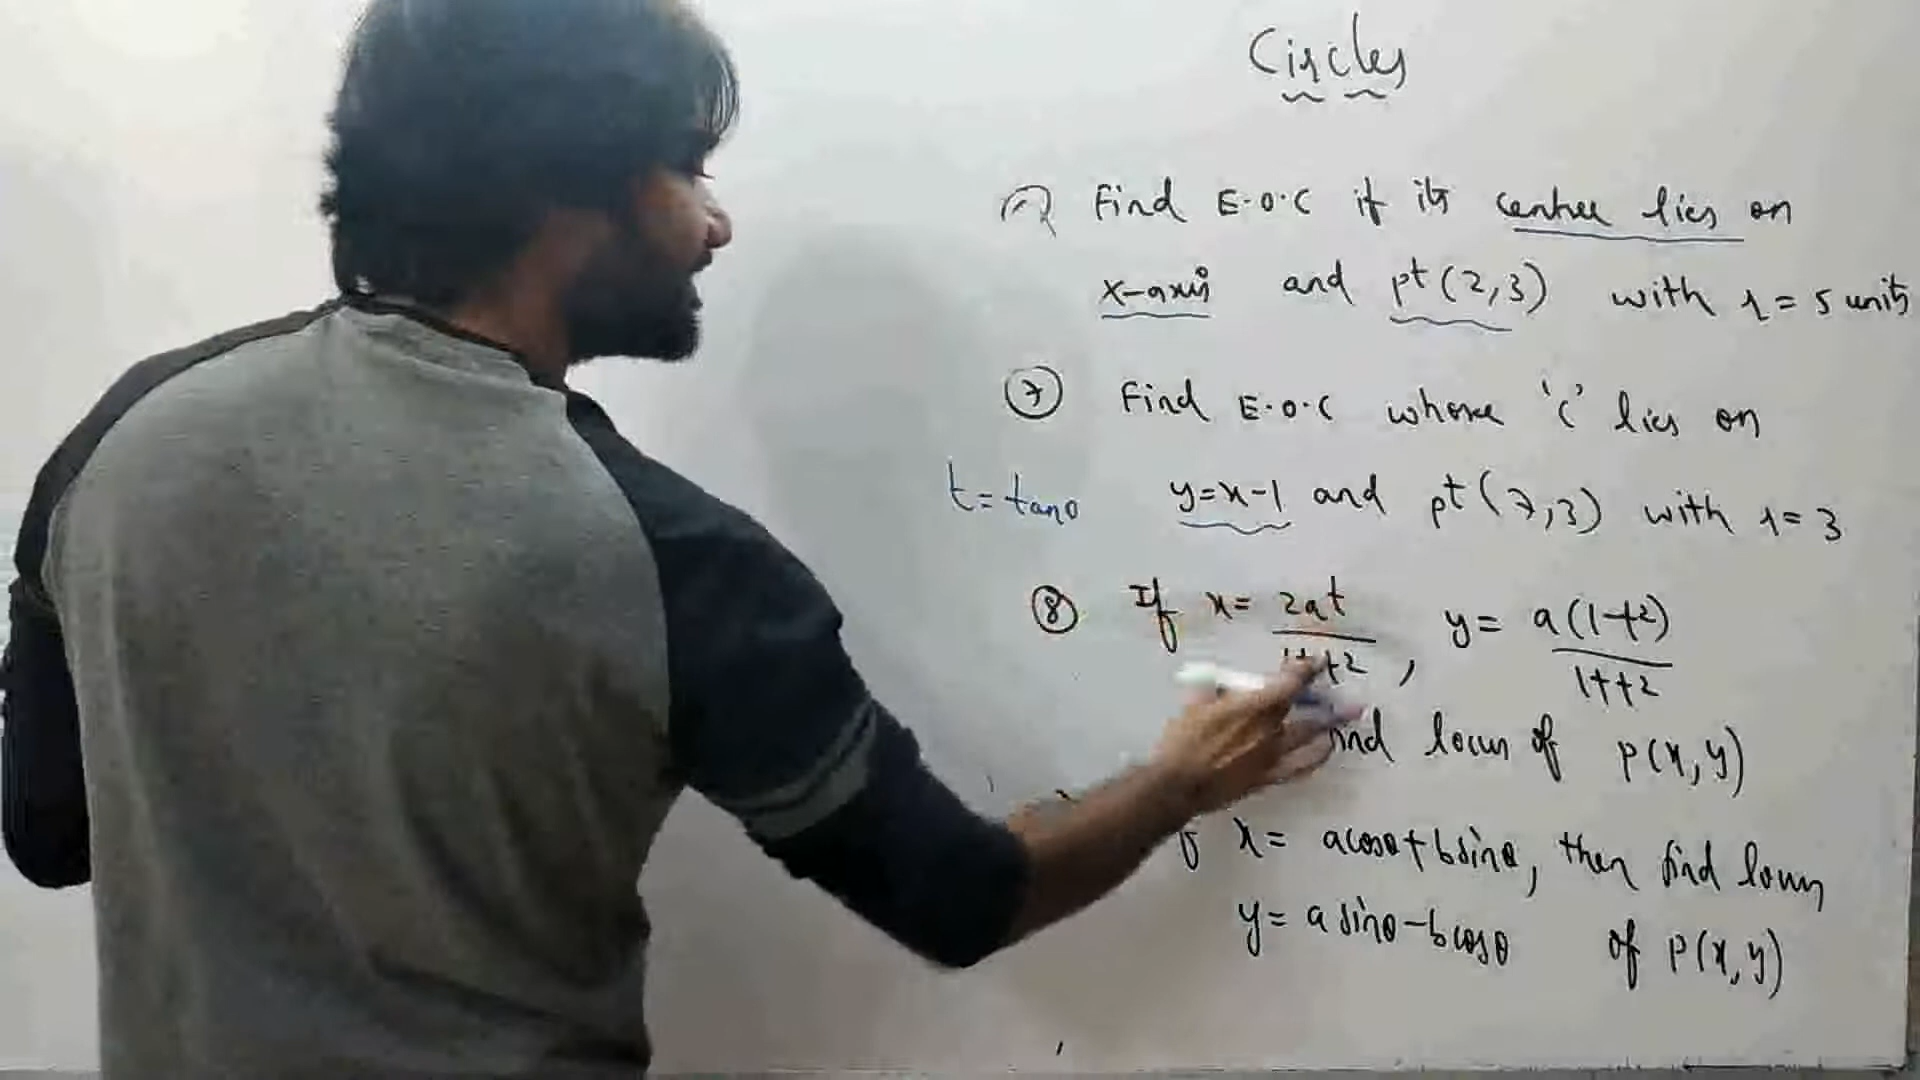 Circles
Find E.O.C if its centre lies on
x-axis and pt(2,3) with r = 5 units
⑦ Find E.O.C whose 'c' lies on
t = tanθ y=x-1 and pt(7,3) with r = 3
⑧ If x = 2at/1+t², y = a(1-t²)/1+t²
locus of P(x,y)
x = acosθ+bsinθ, then find locus
y = asinθ-bcosθ of P(x,y)